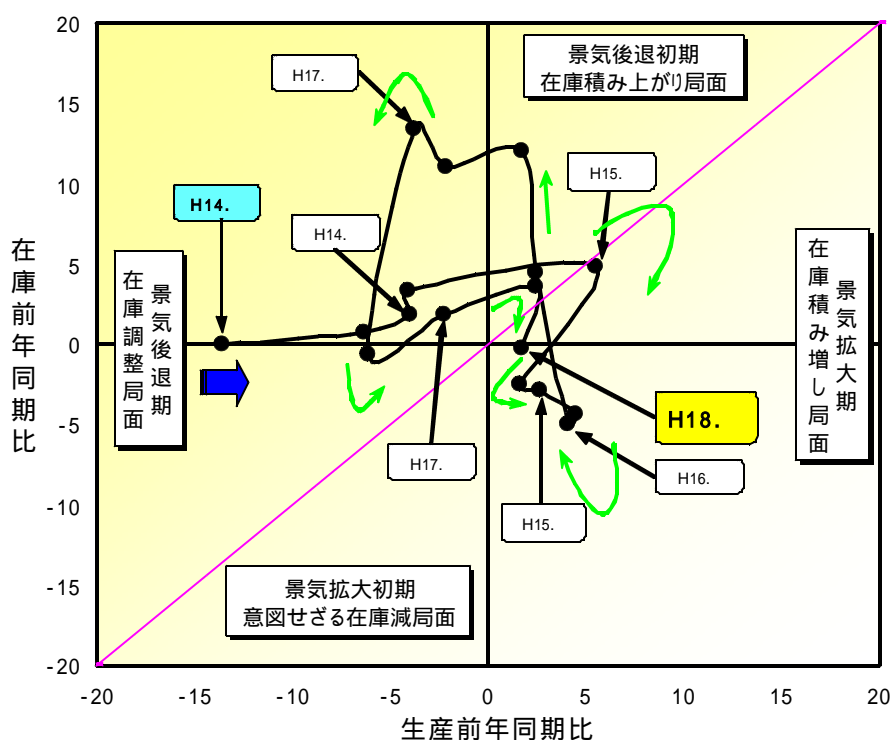 20
15
10
5
0
-5
-10
-15
-20
-20
-15
-10
-5
0
5
10
15
20
在庫前年同期比
生産前年同期比
景気後退初期
在庫積み上がり局面
景気後退期
在庫調整局面
景気拡大期
在庫積み増し局面
景気拡大初期
意図せざる在庫減局面
H17.
H15.
H14.
H14.
H18.
H17.
H16.
H15.